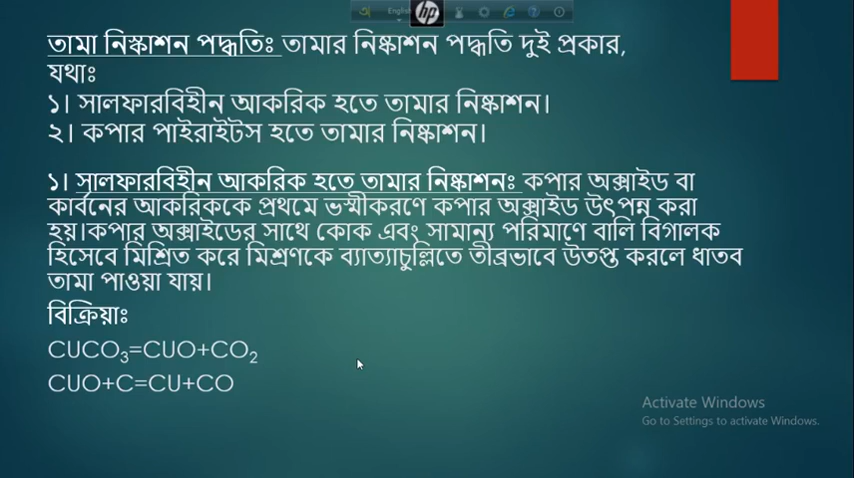 English
hp
তামা নিস্কাশন পদ্ধতিঃ তামার নিষ্কাশন পদ্ধতি দুই প্রকার,
যথাঃ
১। সালফারবিহীন আকরিক হতে তামার নিষ্কাশন।
২। কপার পাইরাইটস হতে তামার নিষ্কাশন।
১। সালফারবিহীন আকরিক হতে তামার নিষ্কাশনঃ কপার অক্সাইড বা
কার্বনের আকরিককে প্রথমে ভস্মীকরণে কপার অক্সাইড উৎপন্ন করা
হয়।কপার অক্সাইডের সাথে কোক এবং সামান্য পরিমাণে বালি বিগালক
হিসেবে মিশ্রিত করে মিশ্রণকে ব্যাত্যাচুল্লিতে তীব্রভাবে উতপ্ত করলে ধাতব
তামা পাওয়া যায়।
বিক্রিয়াঃ
CUCO₃=CUO+CO₂
CUO+C=CU+CO
Activate Windows
Go to Settings to activate Windows.